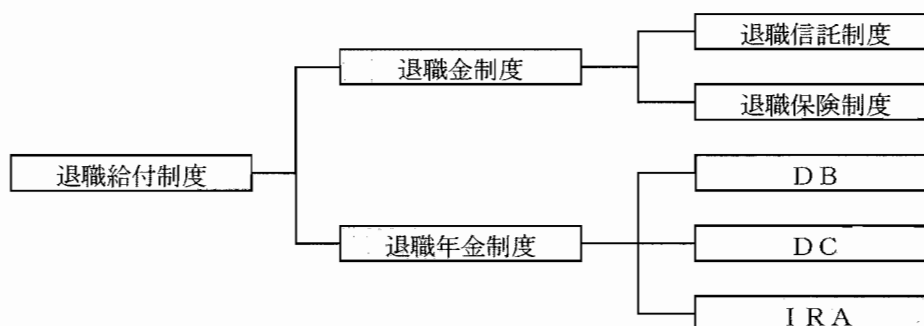 退職給付制度
退職金制度
退職信託制度
退職保険制度
退職年金制度
ＤＢ
ＤＣ
ＩＲＡ